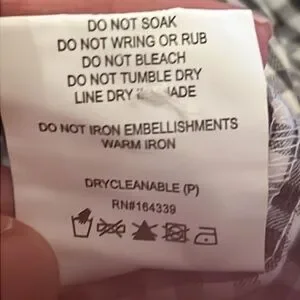 DO NOT SOAK
DO NOT WRING OR RUB
DO NOT BLEACH
DO NOT TUMBLE DRY
LINE DRY
DO NOT IRON EMBELLISHMENTS
WARM IRON
DRYCLEANABLE (P)
RN#164339